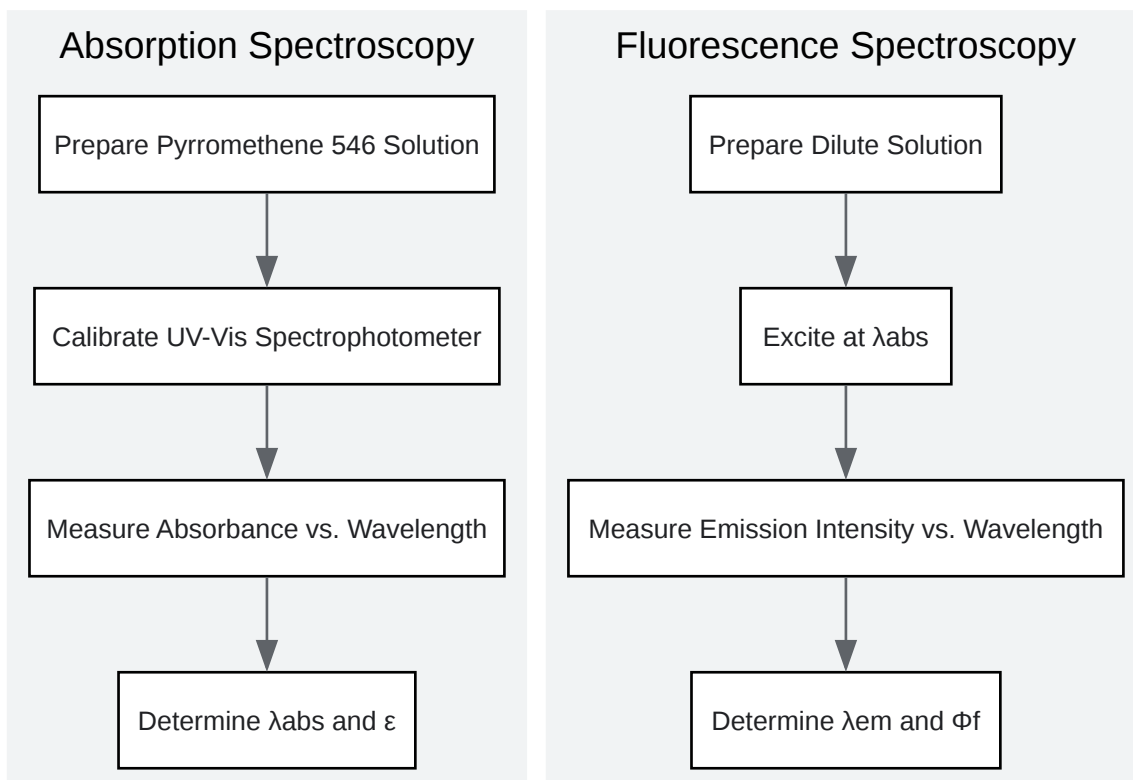 Absorption Spectroscopy
Prepare Pyrromethene 546 Solution
Calibrate UV-Vis Spectrophotometer
Measure Absorbance vs. Wavelength
Determine λabs and ε
Fluorescence Spectroscopy
Prepare Dilute Solution
Excite at λabs
Measure Emission Intensity vs. Wavelength
Determine λem and Φf